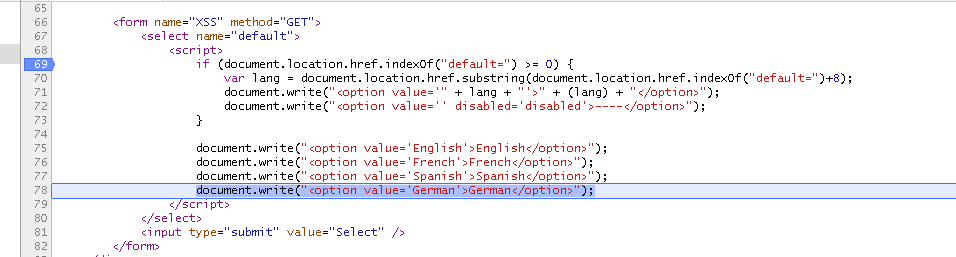 65
66 <form name="XSS" method="GET">
67 <select name="default">
68 <script>
69 if (document.location.href.indexOf("default=") >= 0) {
70 var lang = document.location.href.substring(document.location.href.indexOf("default=")+8);
71 document.write("<option value='" + lang + "'>" + (lang) + "</option>");
72 document.write("<option value='' disabled='disabled'>----</option>");
73 }
74
75 document.write("<option value='English'>English</option>");
76 document.write("<option value='French'>French</option>");
77 document.write("<option value='Spanish'>Spanish</option>");
78 document.write("<option value='German'>German</option>");
79 </script>
80 </select>
81 <input type="submit" value="Select" />
82 </form>